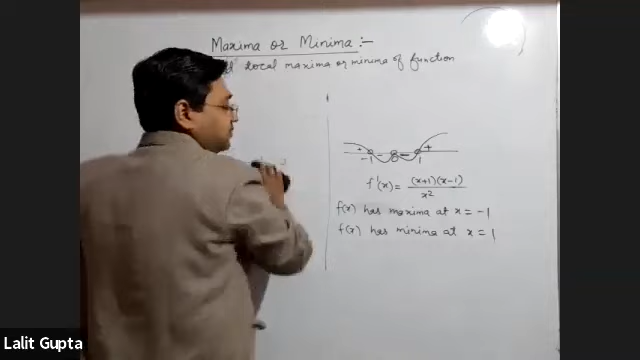 Maxima or Minima:-
local maxima or minima of function
+ -1 - 0 - 1 +
f'(x) = (x+1)(x-1) / x²
f(x) has maxima at x = -1
f(x) has minima at x = 1
Lalit Gupta